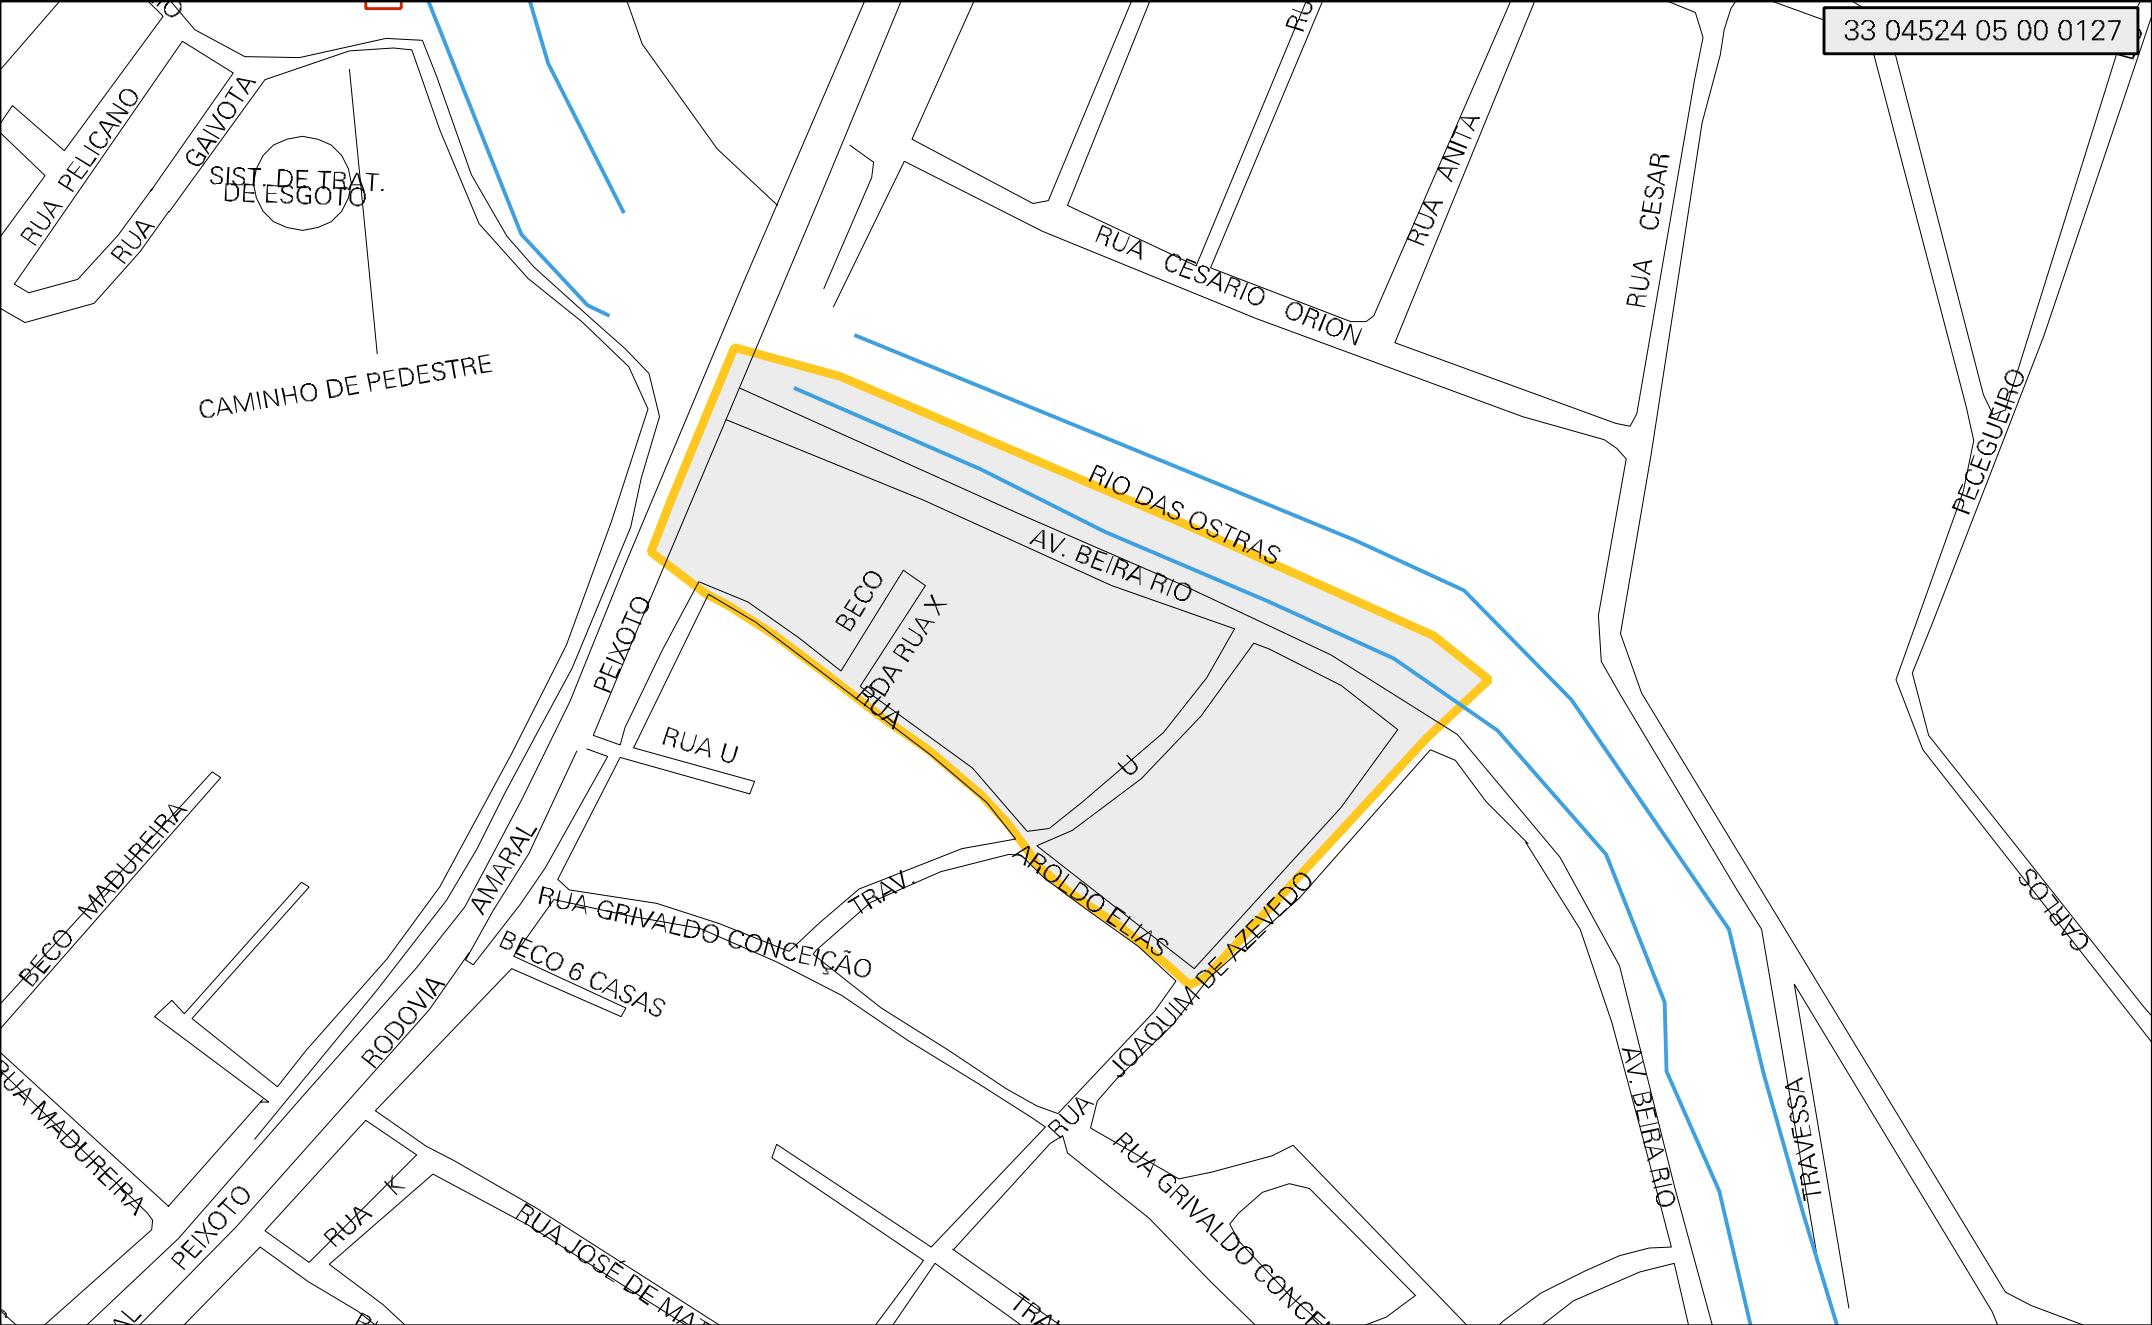 33 04524 05 00 0127
RUA PELICANO
RUA GAIVOTA
SIST. DE TRAT.
DE ESGOTO
CAMINHO DE PEDESTRE
RUA CESARIO ORION
RUA ANITA
RUA CESAR
PECEGUEIRO
CARLOS
RIO DAS OSTRAS
AV. BEIRA RIO
BECO
DA RUA X
RUA
AROLDO ELIAS
D
TRAV.
PEIXOTO
RUA U
AMARAL
RODOVIA
PEIXOTO
BECO MADUREIRA
RUA MADUREIRA
RUA GRIVALDO CONCEIÇÃO
BECO 6 CASAS
RUA JOAQUIM DE AZEVEDO
RUA GRIVALDO
AV. BEIRA RIO
TRAVESSA
RUA K
RUA JOSÉ DE